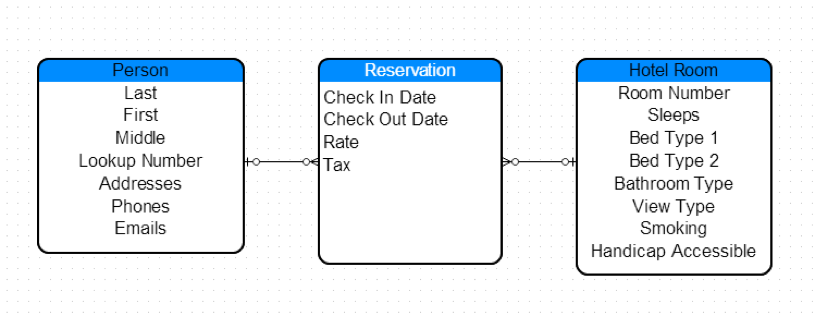 Person
Last
First
Middle
Lookup Number
Addresses
Phones
Emails
Reservation
Check In Date
Check Out Date
Rate
Tax
Hotel Room
Room Number
Sleeps
Bed Type 1
Bed Type 2
Bathroom Type
View Type
Smoking
Handicap Accessible